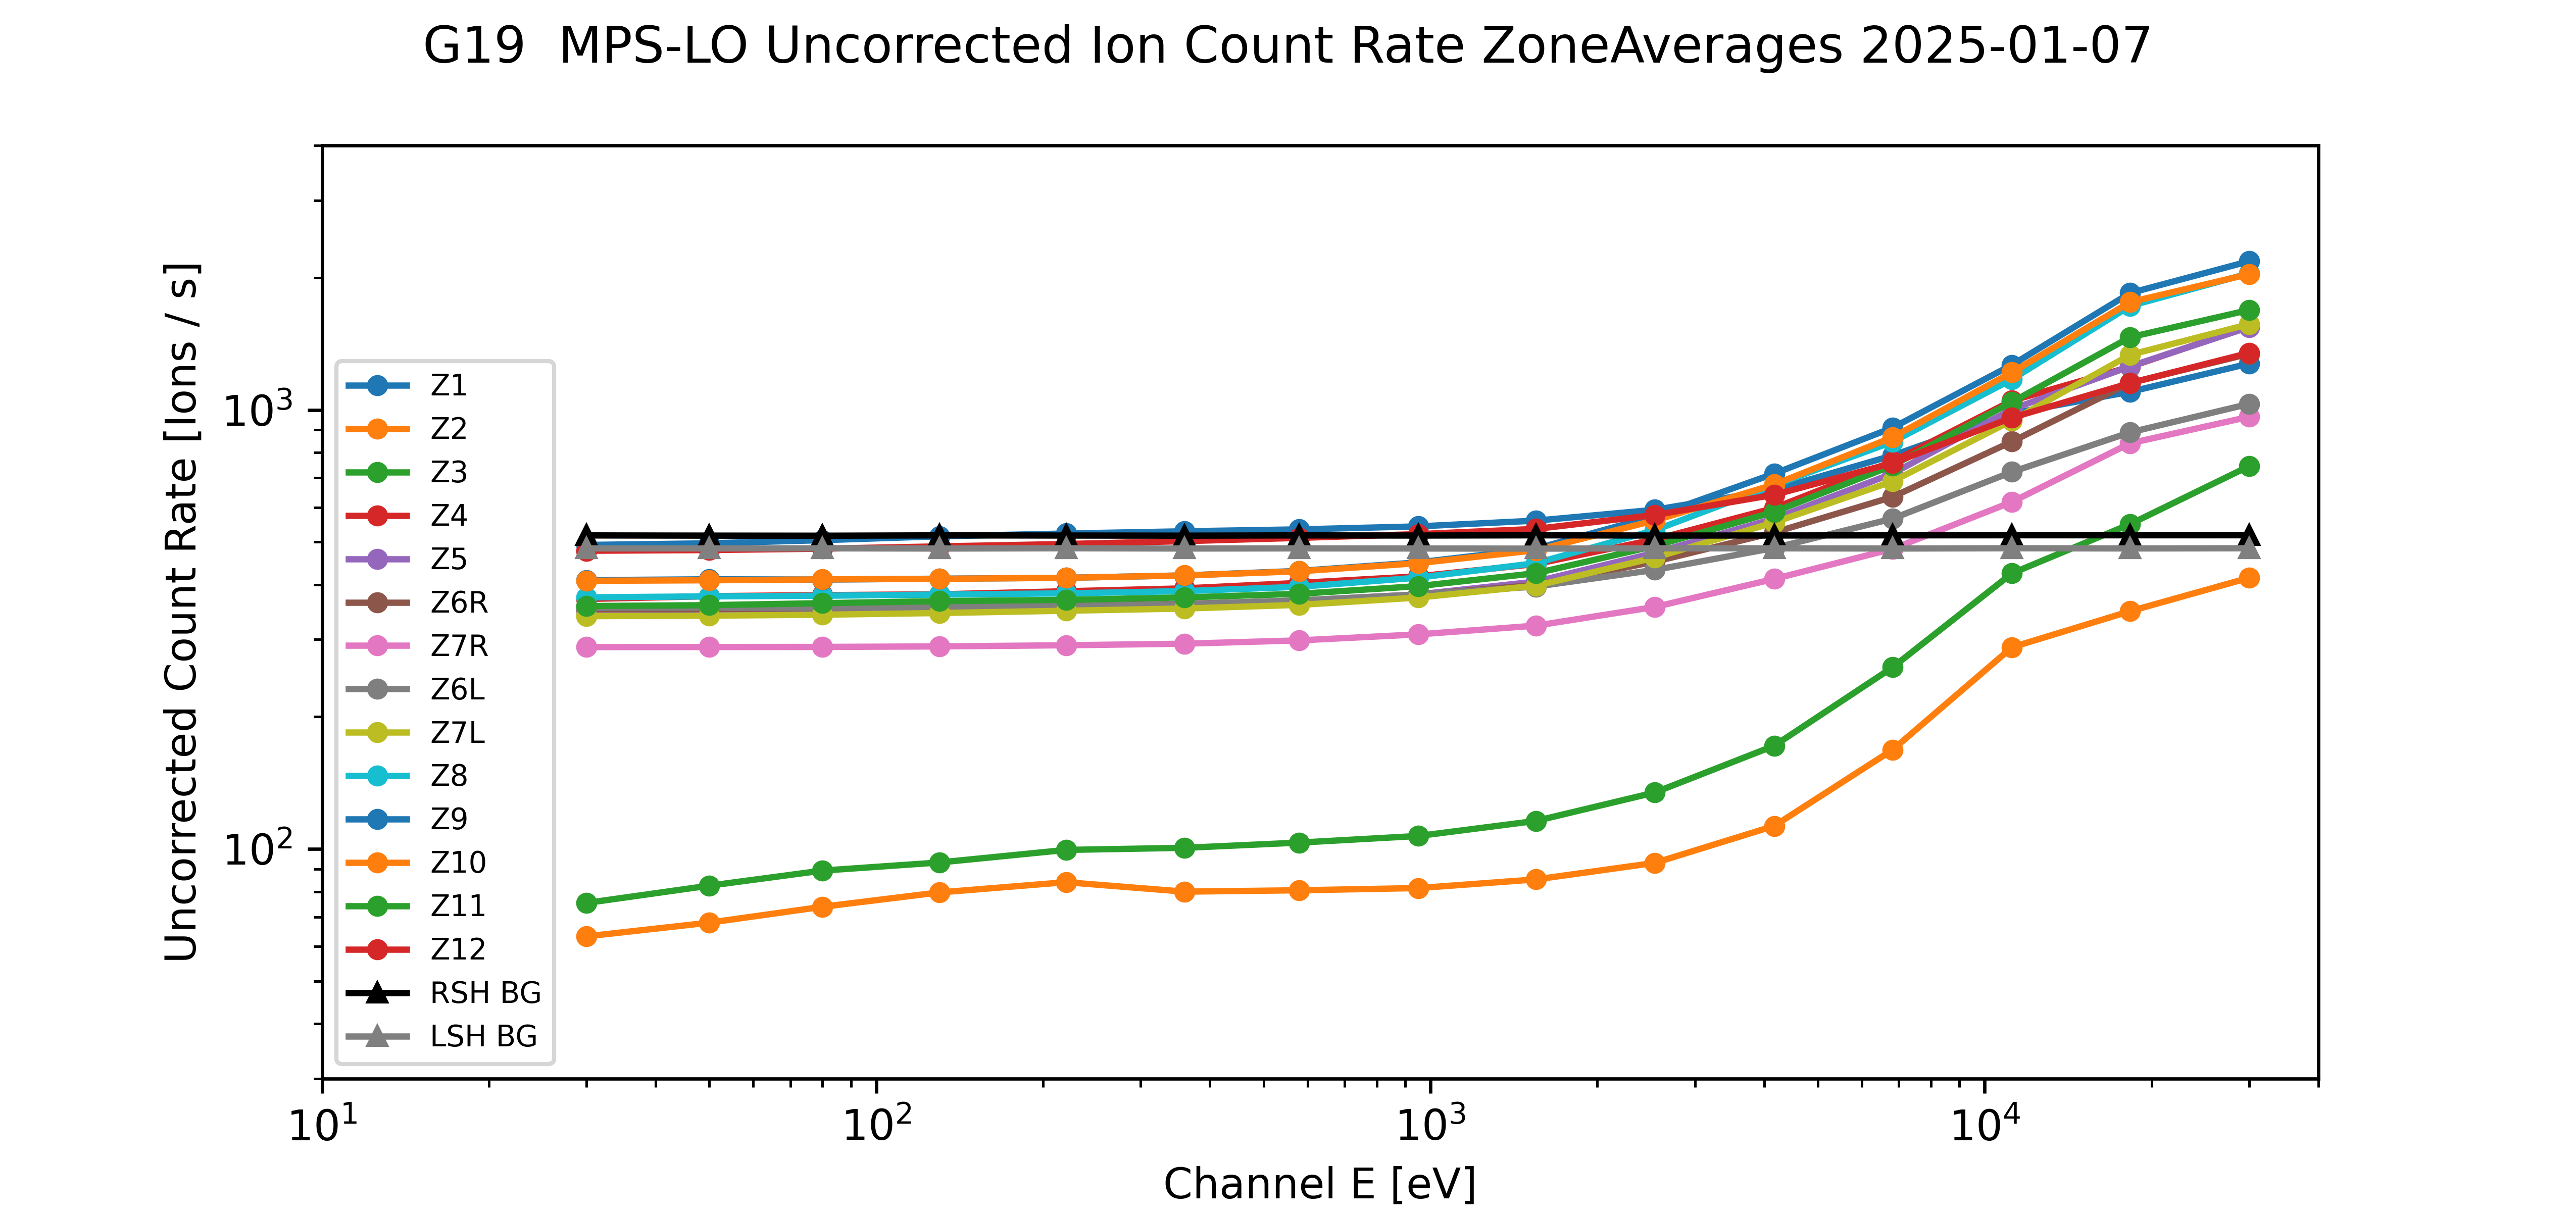 G19  MPS-LO Uncorrected Ion Count Rate ZoneAverages 2025-01-07
Uncorrected Count Rate [Ions / s]
10³
10²
Z1
Z2
Z3
Z4
Z5
Z6R
Z7R
Z6L
Z7L
Z8
Z9
Z10
Z11
Z12
RSH BG
LSH BG
10¹ 10² 10³ 10⁴
Channel E [eV]